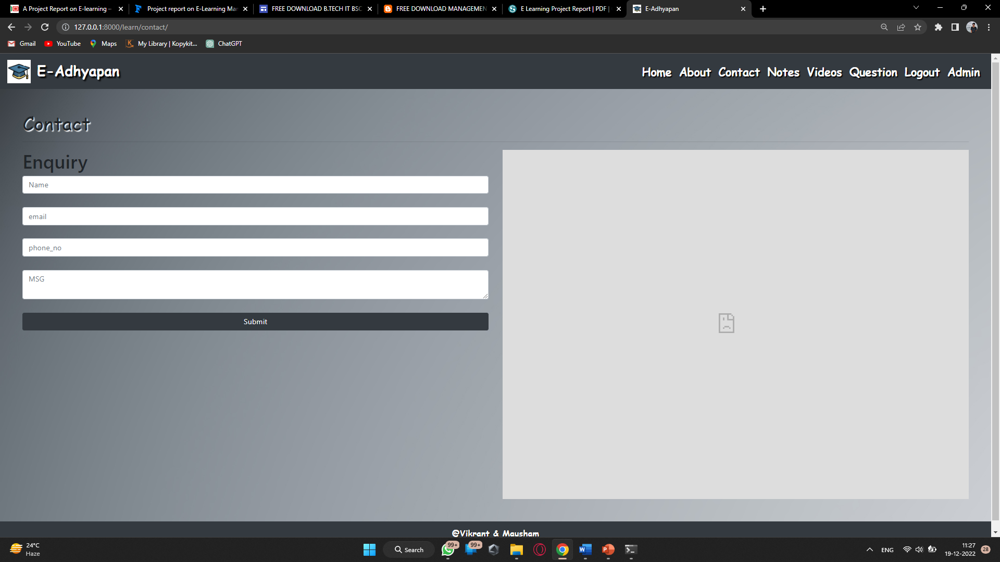 A Project Report on E-learning –
Project report on E-Learning Mar
FREE DOWNLOAD B.TECH IT BSC
FREE DOWNLOAD MANAGEMEN
E Learning Project Report | PDF |
E-Adhyapan
127.0.0.1:8000/learn/contact/
Gmail
YouTube
Maps
My Library | Kopykit...
ChatGPT
E-Adhyapan
Home About Contact Notes Videos Question Logout Admin
Contact
Enquiry
Name
email
phone_no
MSG
Submit
@Vikrant & Mausham
24°C
Haze
Search
99+
99+
ENG
11:27
19-12-2022
28